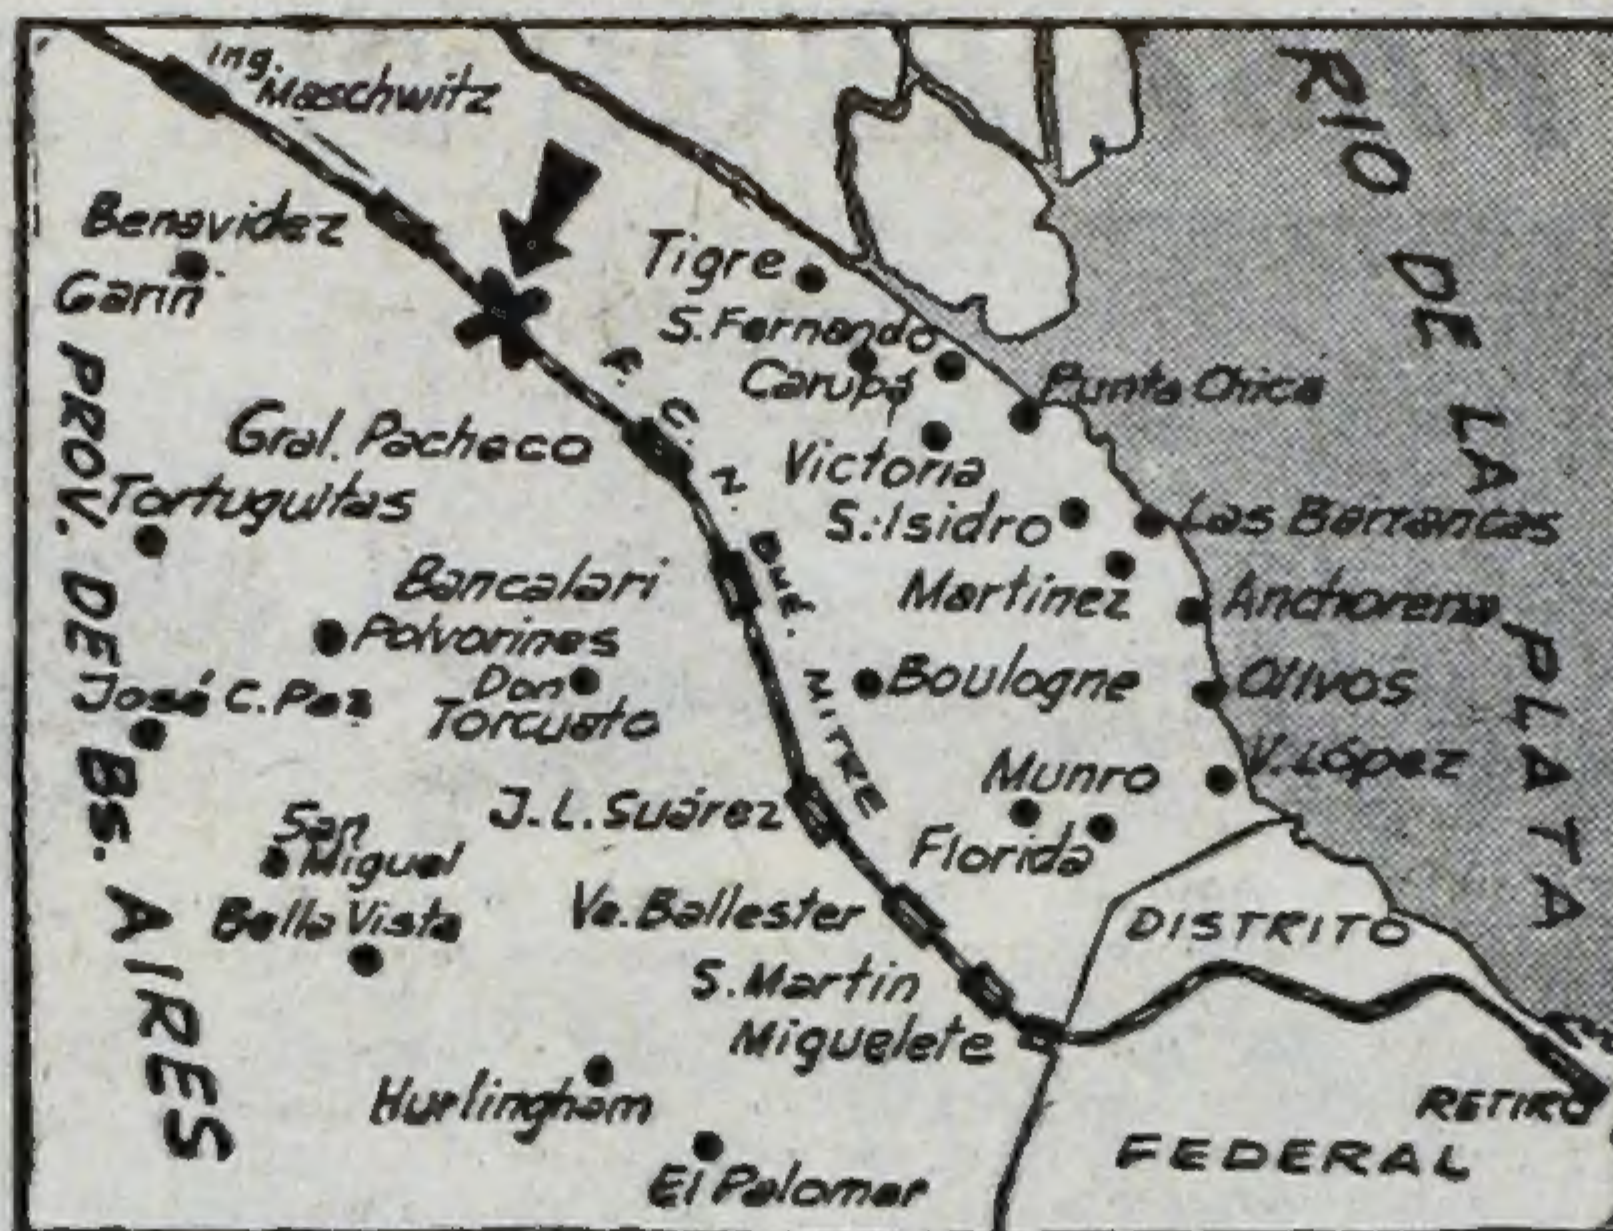 Ing. Maschwitz
RIO DE LA PLATA
Benavidez
Garin
Tigre
S. Fernando
Carupá
Punta Chica
PROV. DE Bs. AIRES
F. C. N. Bmé. MITRE
Gral. Pacheco
Victoria
Tortuguitas
S. Isidro
Las Barrancas
Bancalari
Martinez
Anchorena
Polvorines
José C. Paz
Don
Torcuato
Boulogne
Olivos
Munro
V. López
San
Miguel
J. L. Suárez
Florida
Bella Vista
Va. Ballester
DISTRITO
S. Martin
Miguelete
Hurlingham
RETIRO
El Palomar
FEDERAL